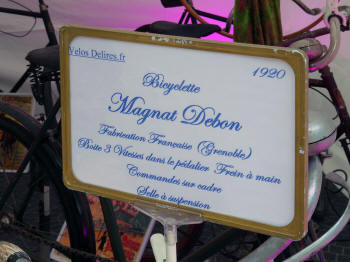 Velos Delires.fr
1920
Bicyclette
Magnat Debon
Fabrication Française (Grenoble)
Boite 3 Vitesses dans le pédalier Frein à main
Commandes sur cadre
Selle à suspension